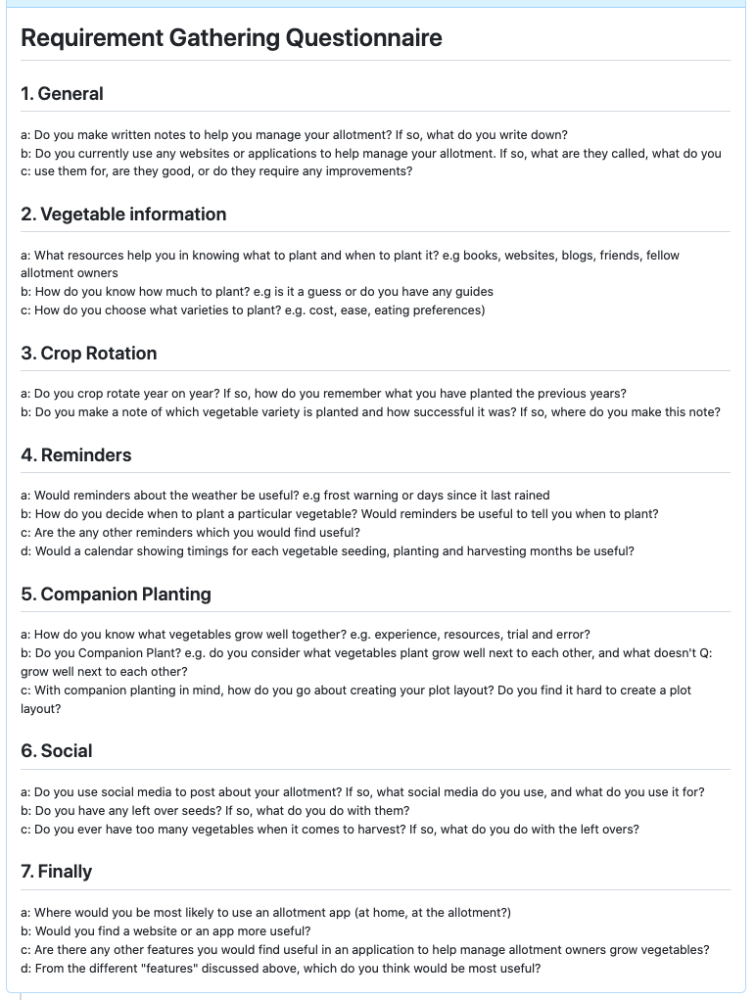 Requirement Gathering Questionnaire
1. General
a: Do you make written notes to help you manage your allotment? If so, what do you write down?
b: Do you currently use any websites or applications to help manage your allotment. If so, what are they called, what do you
c: use them for, are they good, or do they require any improvements?
2. Vegetable information
a: What resources help you in knowing what to plant and when to plant it? e.g books, websites, blogs, friends, fellow
allotment owners
b: How do you know how much to plant? e.g is it a guess or do you have any guides
c: How do you choose what varieties to plant? e.g. cost, ease, eating preferences)
3. Crop Rotation
a: Do you crop rotate year on year? If so, how do you remember what you have planted the previous years?
b: Do you make a note of which vegetable variety is planted and how successful it was? If so, where do you make this note?
4. Reminders
a: Would reminders about the weather be useful? e.g frost warning or days since it last rained
b: How do you decide when to plant a particular vegetable? Would reminders be useful to tell you when to plant?
c: Are the any other reminders which you would find useful?
d: Would a calendar showing timings for each vegetable seeding, planting and harvesting months be useful?
5. Companion Planting
a: How do you know what vegetables grow well together? e.g. experience, resources, trial and error?
b: Do you Companion Plant? e.g. do you consider what vegetables plant grow well next to each other, and what doesn't Q:
grow well next to each other?
c: With companion planting in mind, how do you go about creating your plot layout? Do you find it hard to create a plot
layout?
6. Social
a: Do you use social media to post about your allotment? If so, what social media do you use, and what do you use it for?
b: Do you have any left over seeds? If so, what do you do with them?
c: Do you ever have too many vegetables when it comes to harvest? If so, what do you do with the left overs?
7. Finally
a: Where would you be most likely to use an allotment app (at home, at the allotment?)
b: Would you find a website or an app more useful?
c: Are there any other features you would find useful in an application to help manage allotment owners grow vegetables?
d: From the different "features" discussed above, which do you think would be most useful?